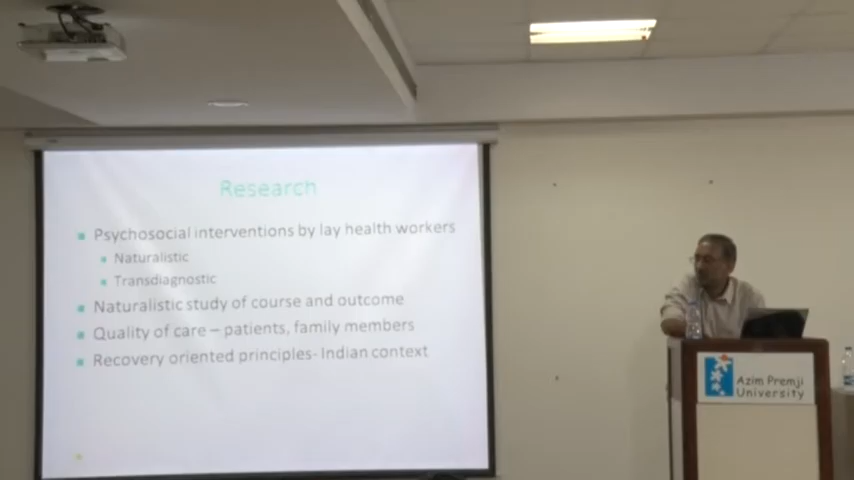 Research
Psychosocial interventions by lay health workers
Naturalistic
Transdiagnostic
Naturalistic study of course and outcome
Quality of care – patients, family members
Recovery oriented principles- Indian context
Azim Premji
University